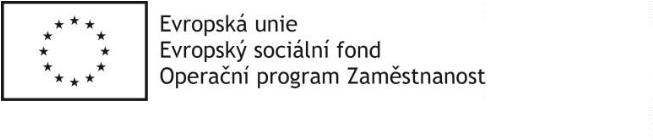 Evropská unie
Evropský sociální fond
Operační program Zaměstnanost